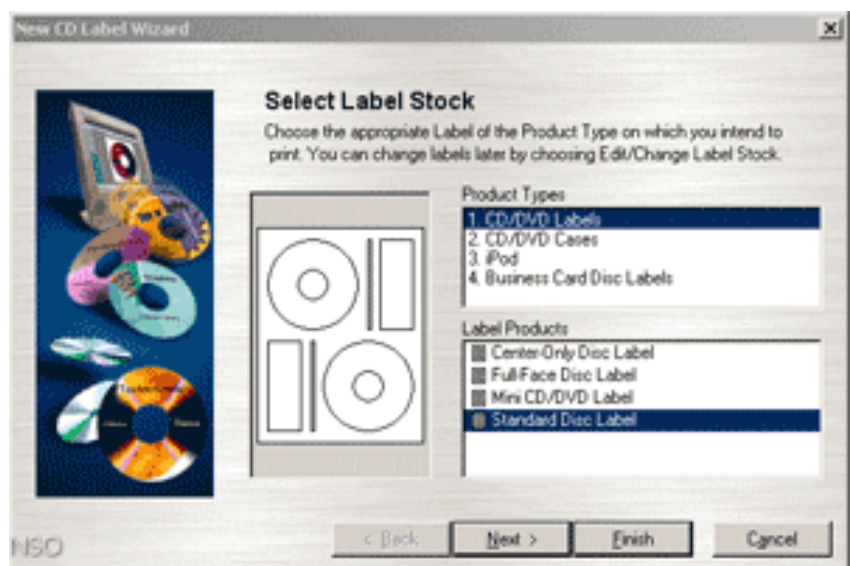 New CD Label Wizard
Select Label Stock
Choose the appropriate Label of the Product Type on which you intend to
print. You can change labels later by choosing Edit/Change Label Stock.
Product Types
1. CD/DVD Labels
2. CD/DVD Cases
3. iPod
4. Business Card Disc Labels
Label Products
Center-Only Disc Label
Full-Face Disc Label
Mini CD/DVD Label
Standard Disc Label
NSO
< Back
Next >
Finish
Cancel